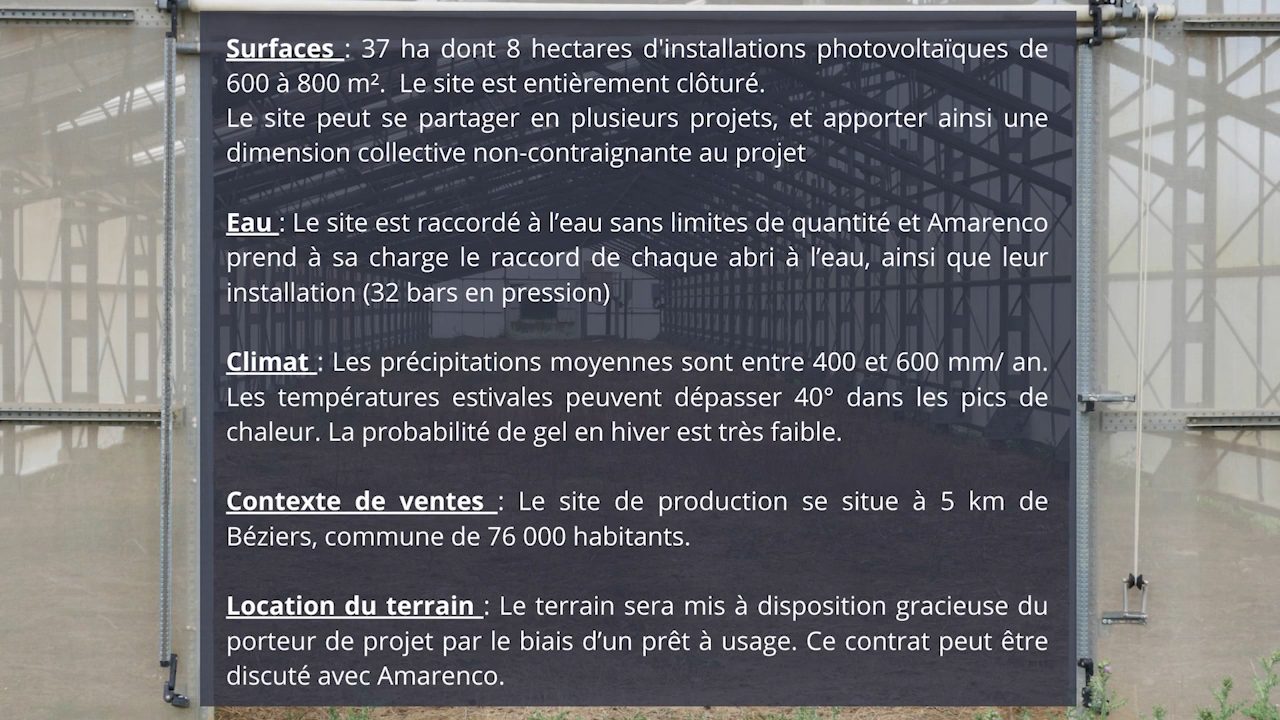 Surfaces : 37 ha dont 8 hectares d'installations photovoltaïques de
600 à 800 m².  Le site est entièrement clôturé.
Le site peut se partager en plusieurs projets, et apporter ainsi une
dimension collective non-contraignante au projet
Eau : Le site est raccordé à l’eau sans limites de quantité et Amarenco
prend à sa charge le raccord de chaque abri à l’eau, ainsi que leur
installation (32 bars en pression)
Climat : Les précipitations moyennes sont entre 400 et 600 mm/ an.
Les températures estivales peuvent dépasser 40° dans les pics de
chaleur. La probabilité de gel en hiver est très faible.
Contexte de ventes : Le site de production se situe à 5 km de
Béziers, commune de 76 000 habitants.
Location du terrain : Le terrain sera mis à disposition gracieuse du
porteur de projet par le biais d’un prêt à usage. Ce contrat peut être
discuté avec Amarenco.